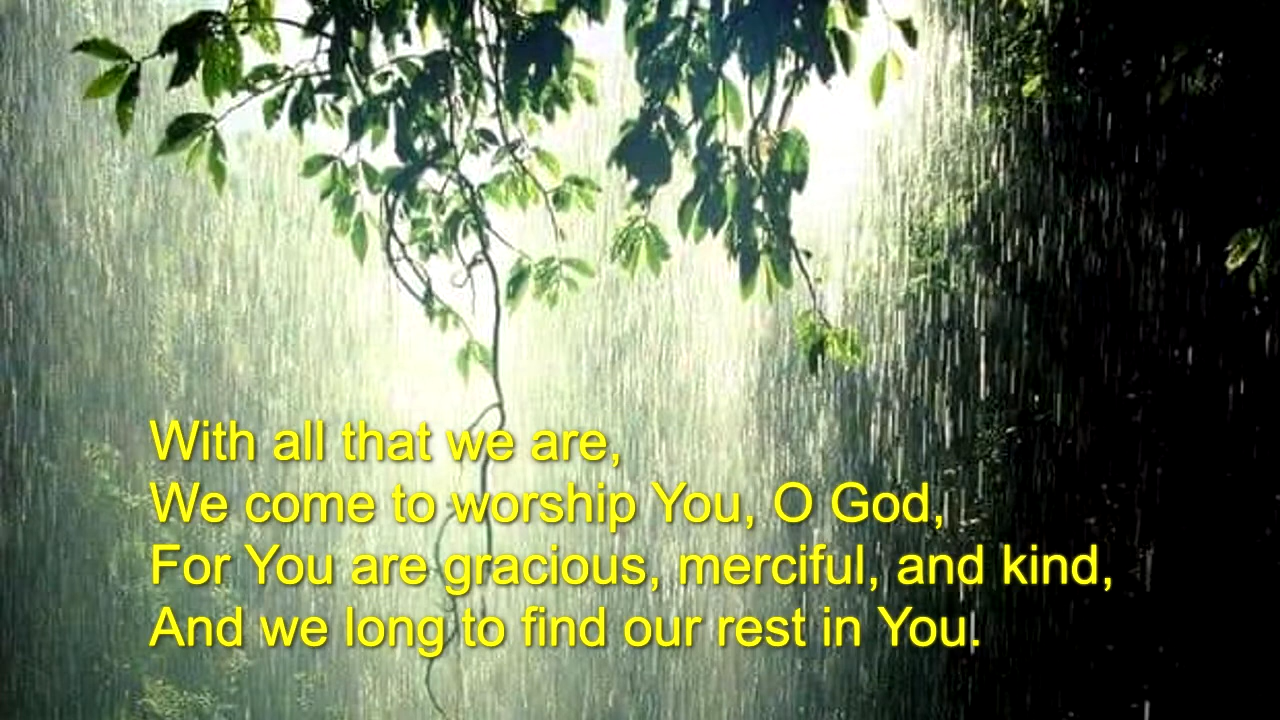 With all that we are,
We come to worship You, O God,
For You are gracious, merciful, and kind,
And we long to find our rest in You.